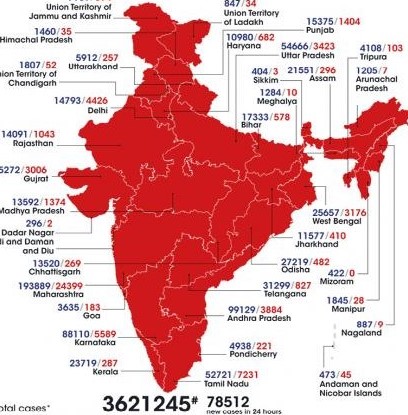 Union Territory of
Jammu and Kashmir
847/34
Union Territory
of Ladakh
15375/1404
Punjab
1460/35
Himachal Pradesh
10980/682
Haryana
54666/3423
Uttar Pradesh
4108/103
Tripura
5912/257
Uttarakhand
1807/52
Union Territory of
Chandigarh
404/3
Sikkim
21551/296
Assam
1205/7
Arunachal
Pradesh
14793/4426
Delhi
1284/10
Meghalya
17333/578
Bihar
14091/1043
Rajasthan
5272/3006
Gujrat
13592/1374
Madhya Pradesh
296/2
Dadar Nagar
li and Daman
and Diu
25657/3176
West Bengal
11577/410
Jharkhand
13520/269
Chhattisgarh
27219/482
Odisha
422/0
Mizoram
193889/24399
Maharashtra
31299/827
Telangana
1845/28
Manipur
3635/183
Goa
99129/3884
Andhra Pradesh
887/9
Nagaland
88110/5589
Karnataka
4938/221
Pondicherry
23719/287
Kerala
52721/7231
Tamil Nadu
473/45
Andaman and
Nicobar Islands
otal cases* 3621245# 78512
new cases in 24 hours